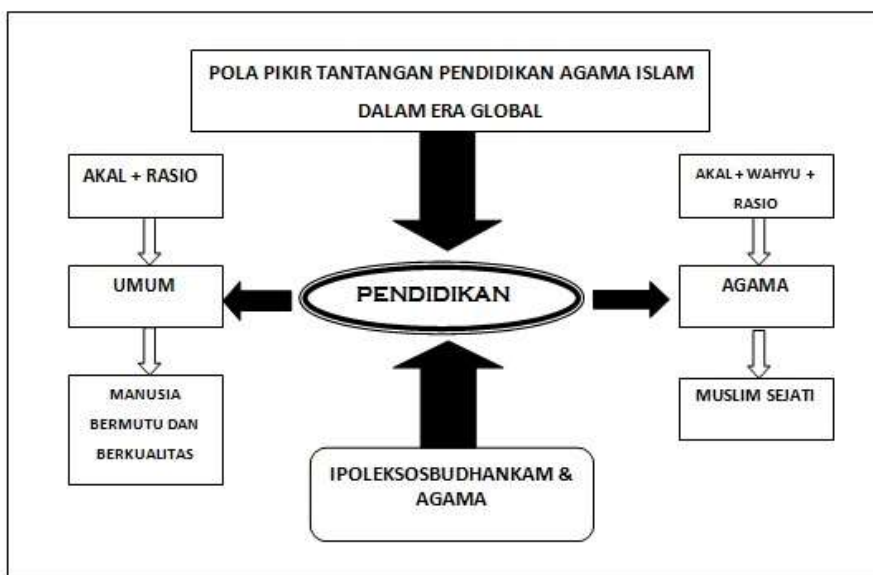 POLA PIKIR TANTANGAN PENDIDIKAN AGAMA ISLAM
DALAM ERA GLOBAL
AKAL + RASIO
AKAL + WAHYU +
RASIO
UMUM
PENDIDIKAN
AGAMA
MANUSIA
BERMUTU DAN
BERKUALITAS
MUSLIM SEJATI
IPOLEKSOSBUDHANKAM &
AGAMA